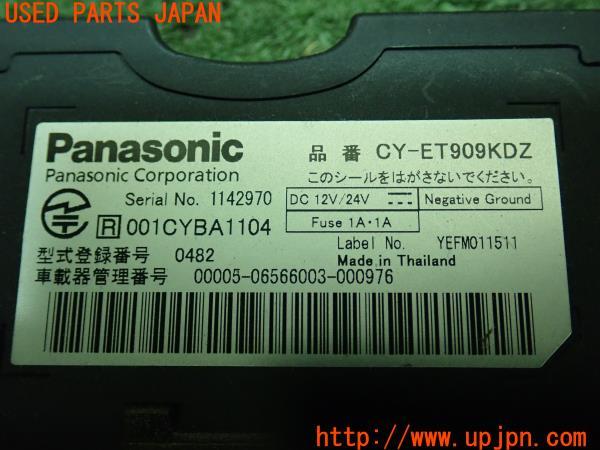 USED PARTS JAPAN
Panasonic
Panasonic Corporation
品 番 CY-ET909KDZ
このシールをはがさないでください。
Serial No. 1142970
DC 12V/24V Negative Ground
R 001CYBA1104
Fuse 1A・1A
型式登録番号 0482
Label No. YEFM011511
車載器管理番号 00005-06566003-000976
Made in Thailand
UPJ
http://www.upjpn.com/